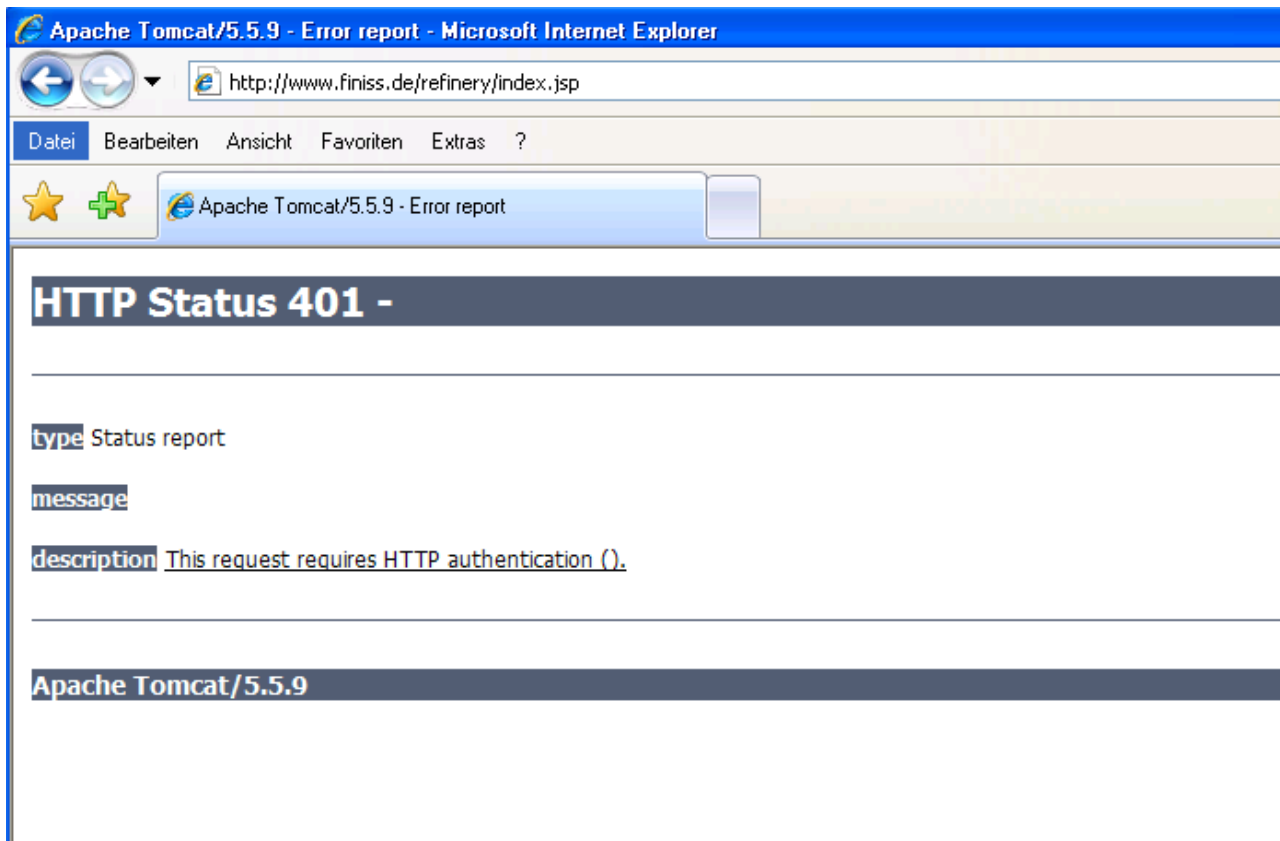 Apache Tomcat/5.5.9 - Error report - Microsoft Internet Explorer
http://www.finiss.de/refinery/index.jsp
Datei Bearbeiten Ansicht Favoriten Extras ?
Apache Tomcat/5.5.9 - Error report
HTTP Status 401 -
type Status report
message
description This request requires HTTP authentication ().
Apache Tomcat/5.5.9